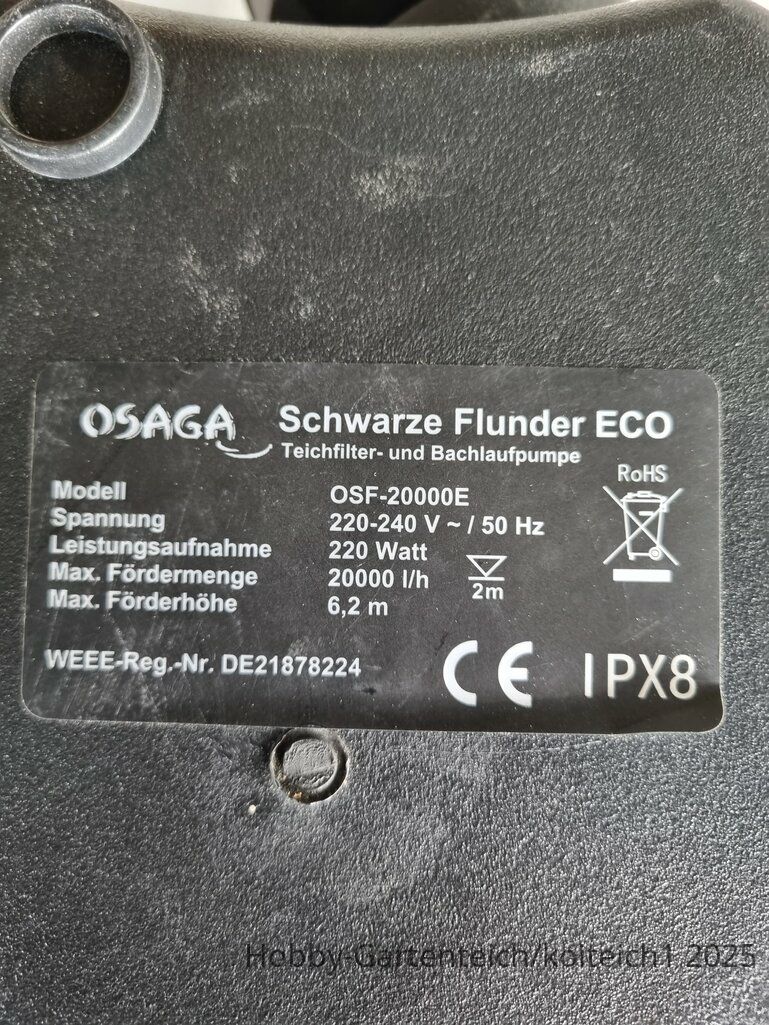 OSAGA Schwarze Flunder ECO
Teichfilter- und Bachlaufpumpe
RoHS
Modell OSF-20000E
Spannung 220-240 V ~ / 50 Hz
Leistungsaufnahme 220 Watt
Max. Fördermenge 20000 l/h
2m
Max. Förderhöhe 6,2 m
WEEE-Reg.-Nr. DE21878224
CE IPX8
Hobby-Gartenteich/koiteich1 2025